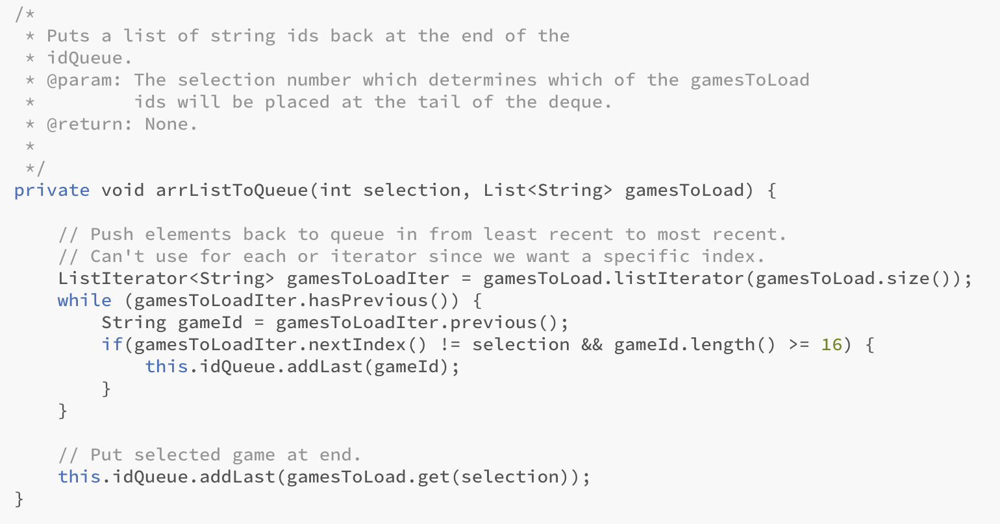 /*
 * Puts a list of string ids back at the end of the
 * idQueue.
 * @param: The selection number which determines which of the gamesToLoad
 *         ids will be placed at the tail of the deque.
 * @return: None.
 *
 */
private void arrListToQueue(int selection, List<String> gamesToLoad) {

    // Push elements back to queue in from least recent to most recent.
    // Can't use for each or iterator since we want a specific index.
    ListIterator<String> gamesToLoadIter = gamesToLoad.listIterator(gamesToLoad.size());
    while (gamesToLoadIter.hasPrevious()) {
        String gameId = gamesToLoadIter.previous();
        if(gamesToLoadIter.nextIndex() != selection && gameId.length() >= 16) {
            this.idQueue.addLast(gameId);
        }
    }

    // Put selected game at end.
    this.idQueue.addLast(gamesToLoad.get(selection));
}